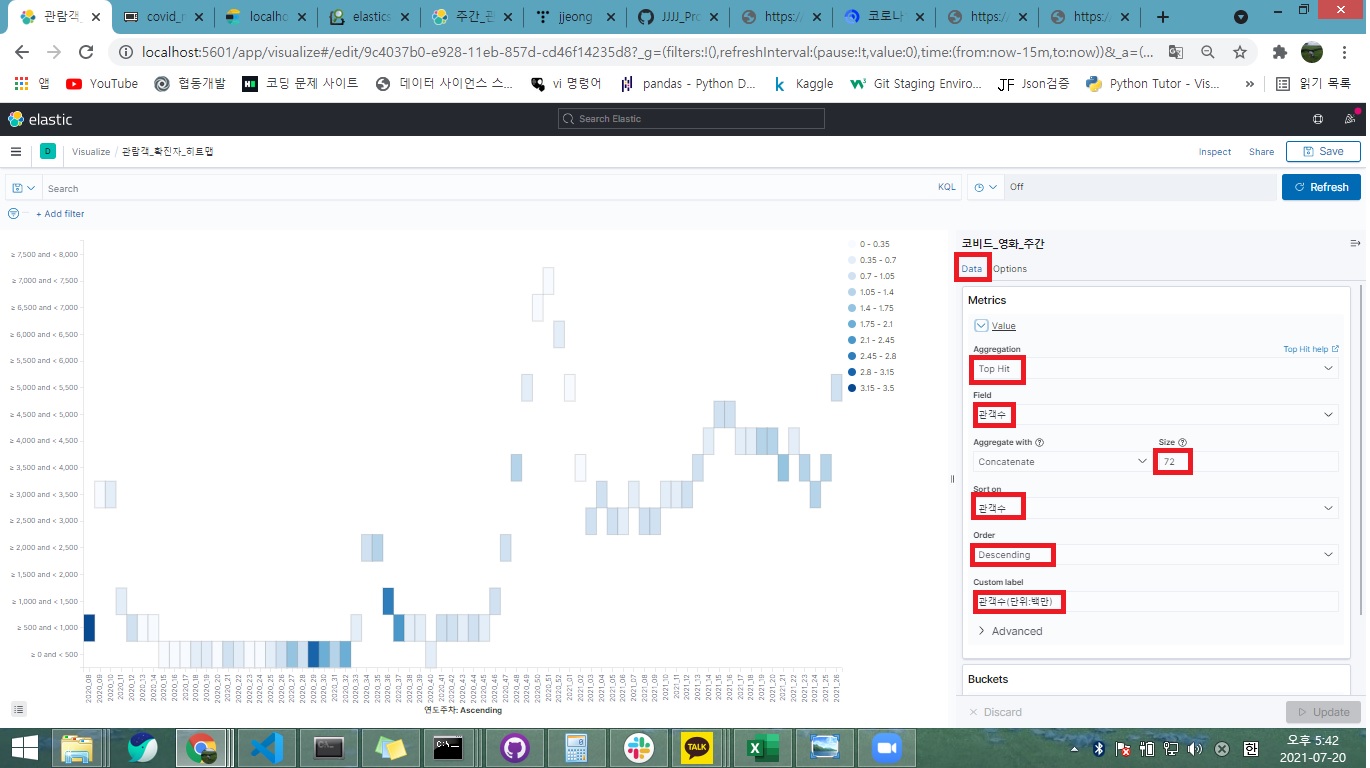 관람객_
covid_r
localho
elastics
주간_관
jjeong
JJJJ_Pro
https:/
코로나
https:/
https:/
localhost:5601/app/visualize#/edit/9c4037b0-e928-11eb-857d-cd46f14235d8?_g=(filters:!(),refreshInterval:(pause:!t,value:0),time:(from:now-15m,to:now))&_a=(...
앱
YouTube
협동개발
코딩 문제 사이트
데이터 사이언스 스...
vi 명령어
pandas - Python D...
Kaggle
Git Staging Enviro...
Json검증
Python Tutor - Vis...
»
읽기 목록
elastic
Search Elastic
D
Visualize / 관람객_확진자_히트맵
Inspect
Share
Save
Search
KQL
Off
Refresh
+ Add filter
≥ 7,500 and < 8,000
≥ 7,000 and < 7,500
≥ 6,500 and < 7,000
≥ 6,000 and < 6,500
≥ 5,500 and < 6,000
≥ 5,000 and < 5,500
≥ 4,500 and < 5,000
≥ 4,000 and < 4,500
≥ 3,500 and < 4,000
≥ 3,000 and < 3,500
≥ 2,500 and < 3,000
≥ 2,000 and < 2,500
≥ 1,500 and < 2,000
≥ 1,000 and < 1,500
≥ 500 and < 1,000
≥ 0 and < 500
2020_08
2020_09
2020_10
2020_11
2020_12
2020_13
2020_14
2020_15
2020_16
2020_17
2020_18
2020_19
2020_20
2020_21
2020_22
2020_23
2020_24
2020_25
2020_26
2020_27
2020_28
2020_29
2020_30
2020_31
2020_32
2020_33
2020_34
2020_35
2020_36
2020_37
2020_38
2020_39
2020_40
2020_41
2020_42
2020_43
2020_44
2020_45
2020_46
2020_47
2020_48
2020_49
2020_50
2020_51
2020_52
2021_01
2021_02
2021_03
2021_04
2021_05
2021_06
2021_07
2021_08
2021_09
2021_10
2021_11
2021_12
2021_13
2021_14
2021_15
2021_16
2021_17
2021_18
2021_19
2021_20
2021_21
2021_22
2021_23
2021_24
2021_25
2021_26
연도주차: Ascending
0 - 0.35
0.35 - 0.7
0.7 - 1.05
1.05 - 1.4
1.4 - 1.75
1.75 - 2.1
2.1 - 2.45
2.45 - 2.8
2.8 - 3.15
3.15 - 3.5
코비드_영화_주간
Data
Options
Metrics
Value
Aggregation
Top Hit help
Top Hit
Field
관객수
Aggregate with
Size
Concatenate
72
Sort on
관객수
Order
Descending
Custom label
관객수(단위:백만)
Advanced
Buckets
Discard
Update
C:\_
TALK
한
오후 5:42
2021-07-20